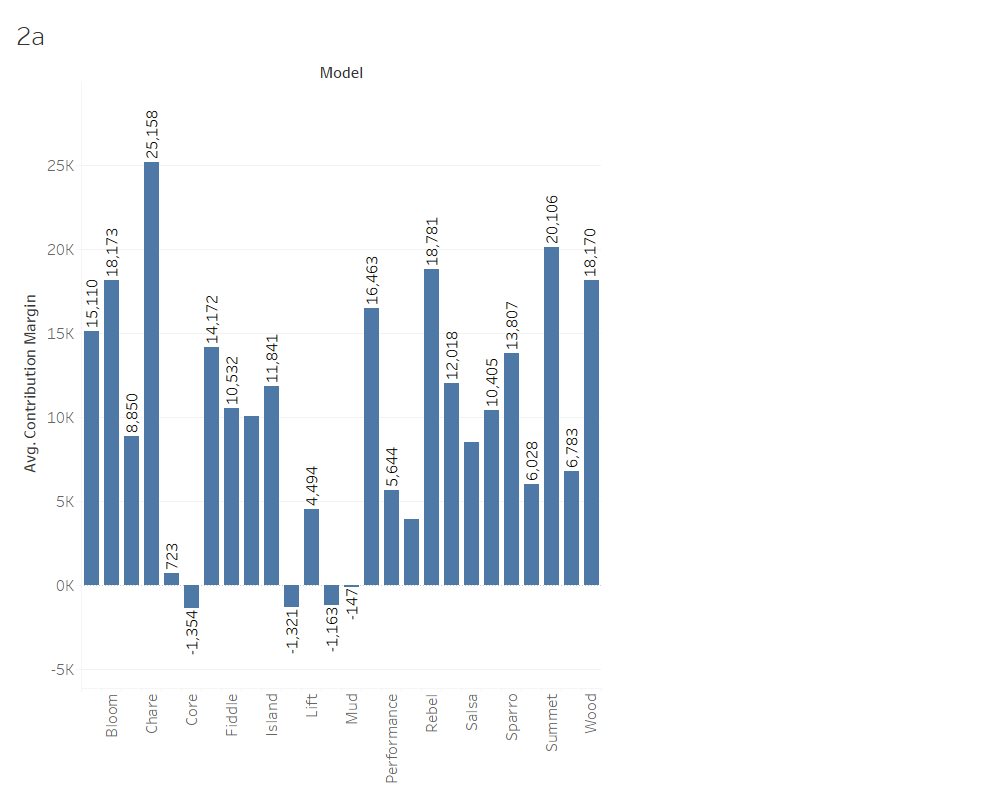 2a
Model
Avg. Contribution Margin
25K
20K
15K
10K
5K
0K
-5K
15,110
18,173
8,850
25,158
723
-1,354
14,172
10,532
11,841
-1,321
4,494
-1,163
-147
16,463
5,644
18,781
12,018
10,405
13,807
6,028
20,106
6,783
18,170
Bloom
Chare
Core
Fiddle
Island
Lift
Mud
Performance
Rebel
Salsa
Sparro
Summet
Wood